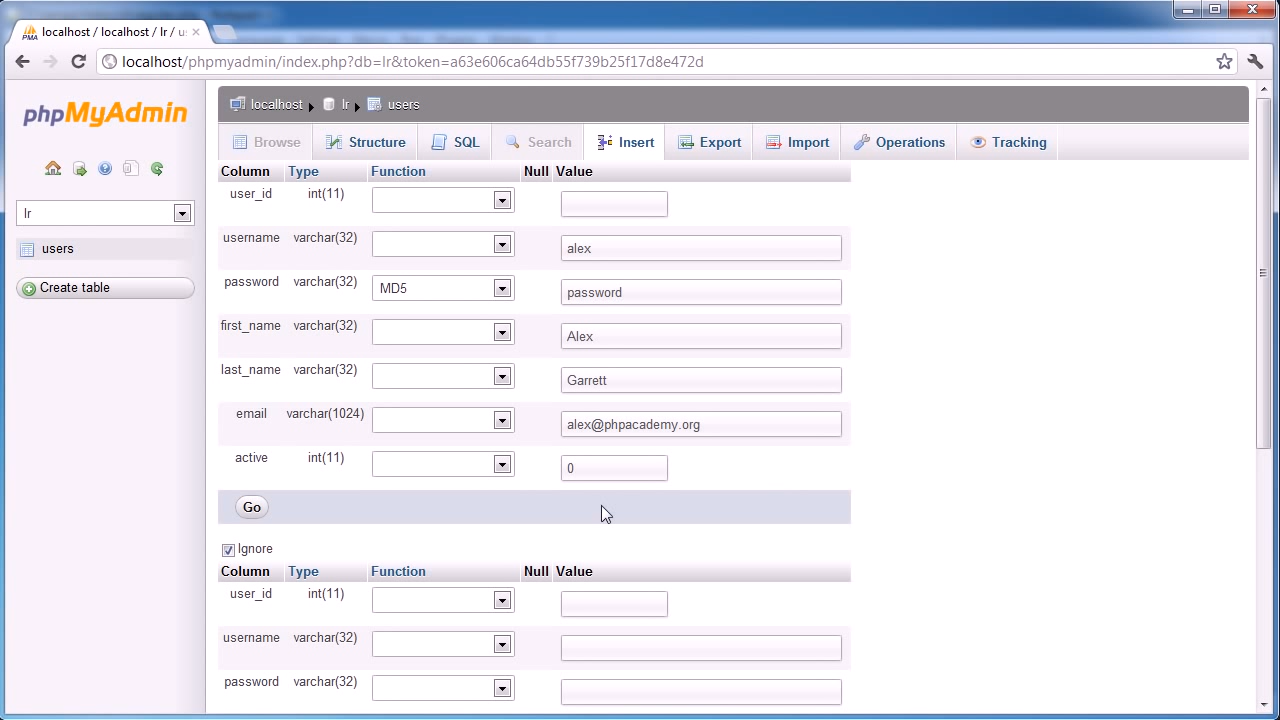 localhost / localhost / lr / us
localhost/phpmyadmin/index.php?db=lr&token=a63e606ca64db55f739b25f17d8e472d
phpMyAdmin
lr
users
Create table
localhost lr users
Browse Structure SQL Search Insert Export Import Operations Tracking
Column Type Function Null Value
user_id int(11)
username varchar(32) alex
password varchar(32) MD5 password
first_name varchar(32) Alex
last_name varchar(32) Garrett
email varchar(1024) alex@phpacademy.org
active int(11) 0
Go
Ignore
Column Type Function Null Value
user_id int(11)
username varchar(32)
password varchar(32)